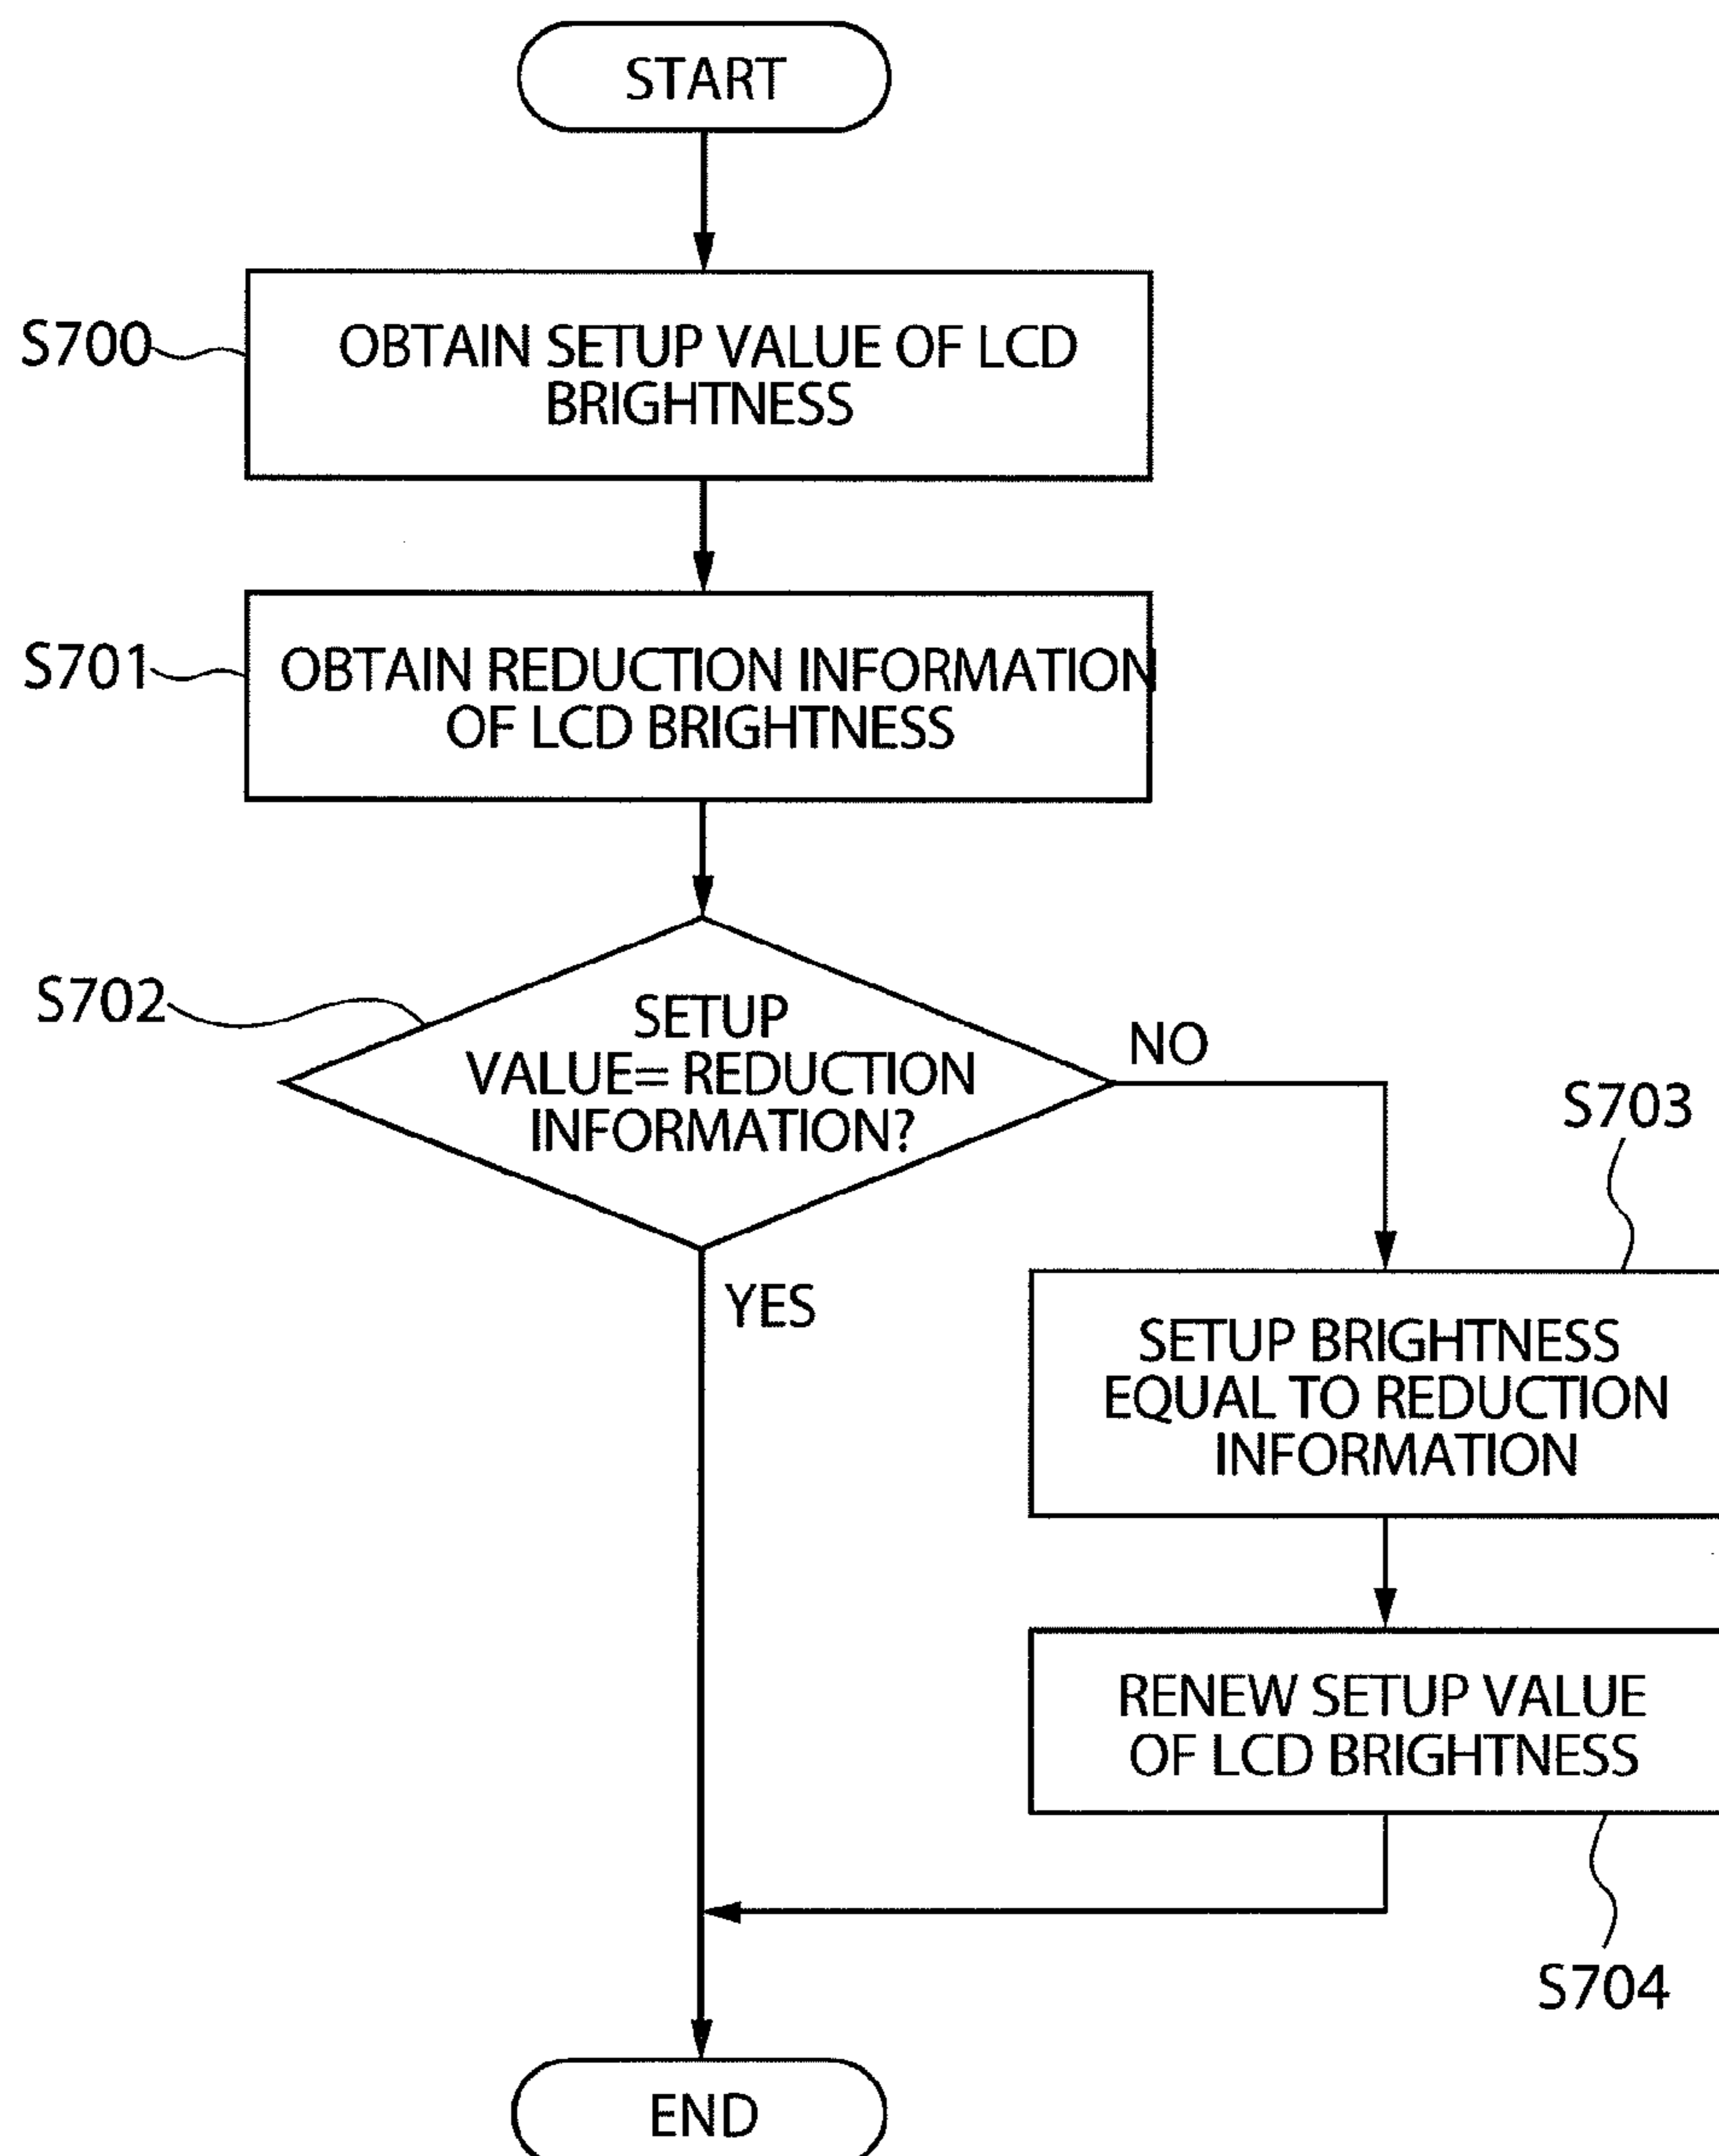 START
S700
OBTAIN SETUP VALUE OF LCD
BRIGHTNESS
S701
OBTAIN REDUCTION INFORMATION
OF LCD BRIGHTNESS
S702
SETUP
VALUE= REDUCTION
INFORMATION?
NO
YES
S703
SETUP BRIGHTNESS
EQUAL TO REDUCTION
INFORMATION
RENEW SETUP VALUE
OF LCD BRIGHTNESS
S704
END